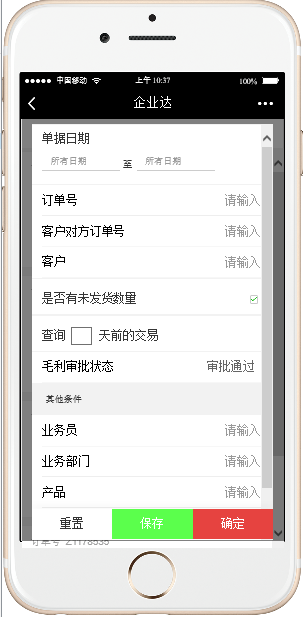 中国移动 上午 10:37 100%
企业达
单据日期
所有日期 至 所有日期
订单号 请输入
客户对方订单号 请输入
客户 请输入
是否有未发货数量
查询 天前的交易
毛利审批状态 审批通过
其他条件
业务员 请输入
业务部门 请输入
产品 请输入
重置 保存 确定
订单号 Z1178535